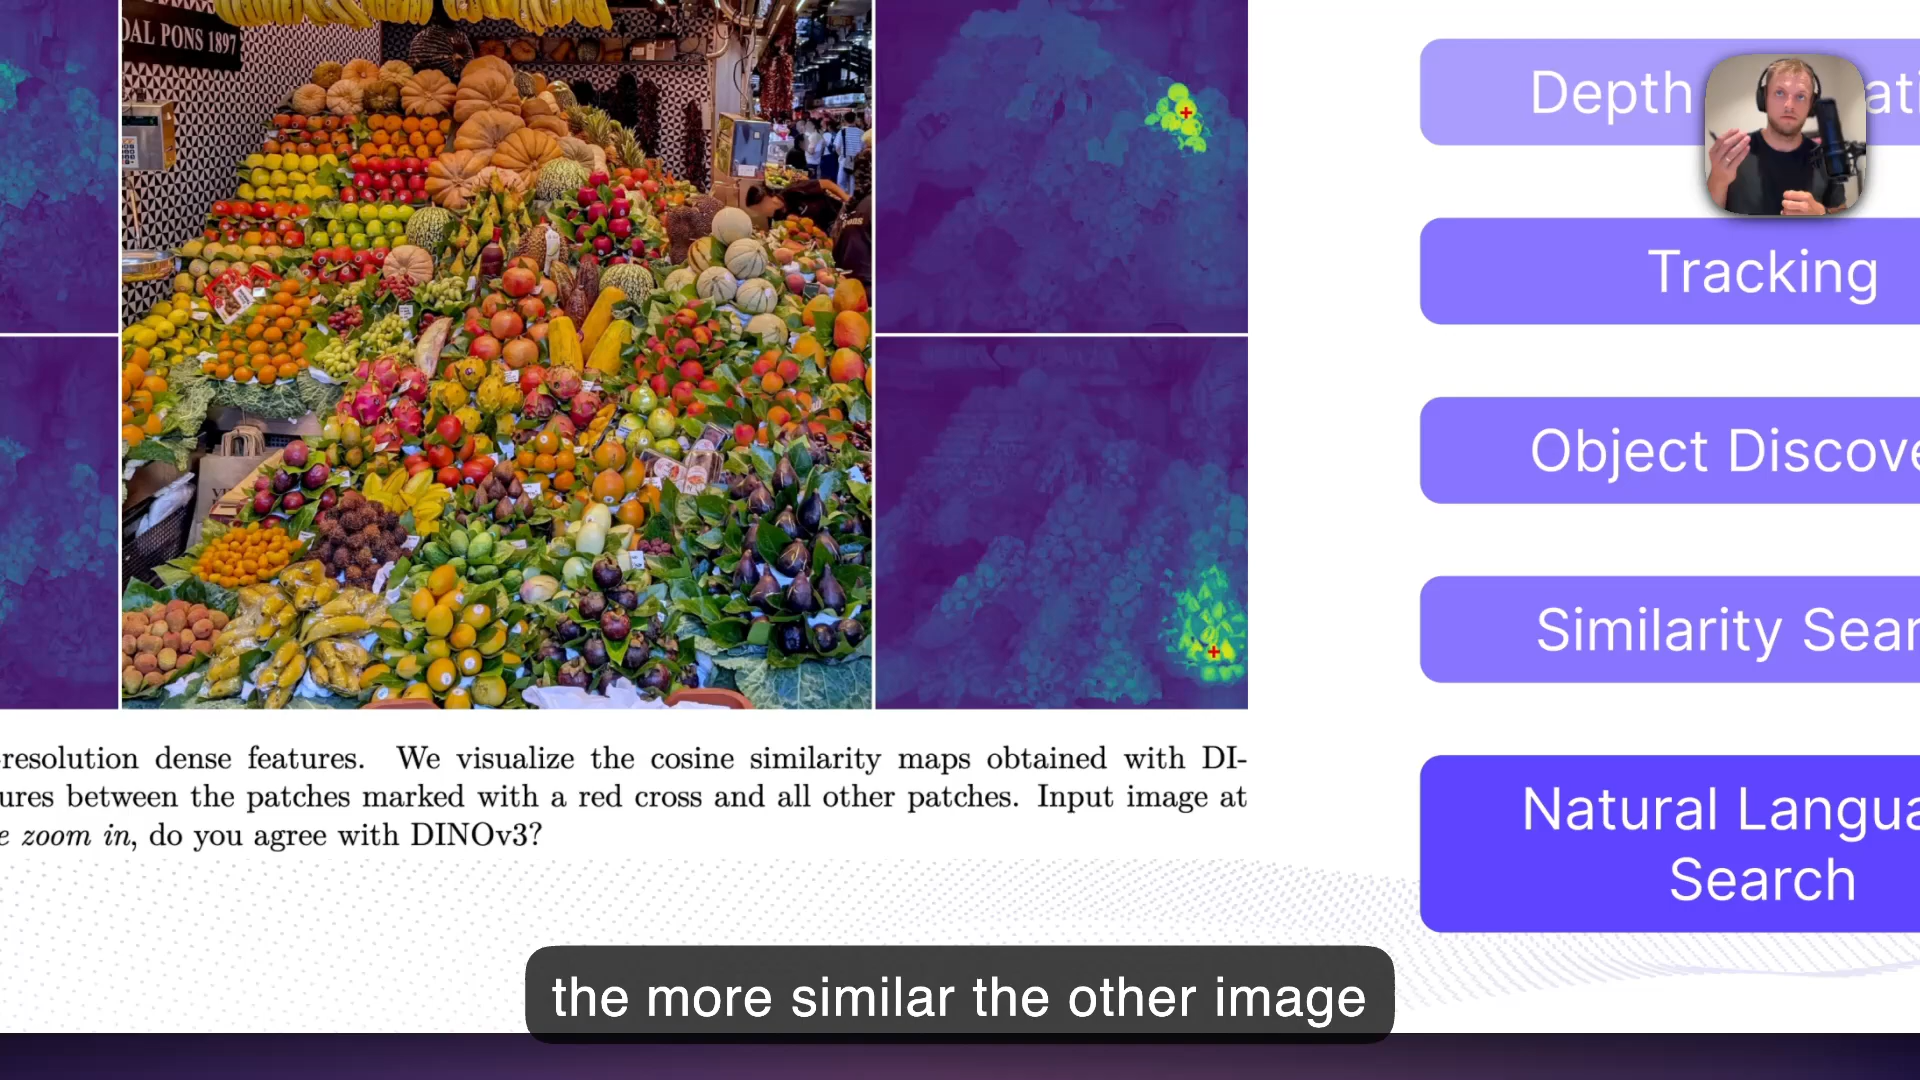 DAL PONS 1897
Depth
Tracking
Object Discove
Similarity Sear
Natural Langua
Search
-resolution dense features. We visualize the cosine similarity maps obtained with DI-
ures between the patches marked with a red cross and all other patches. Input image at
e zoom in, do you agree with DINOv3?
the more similar the other image